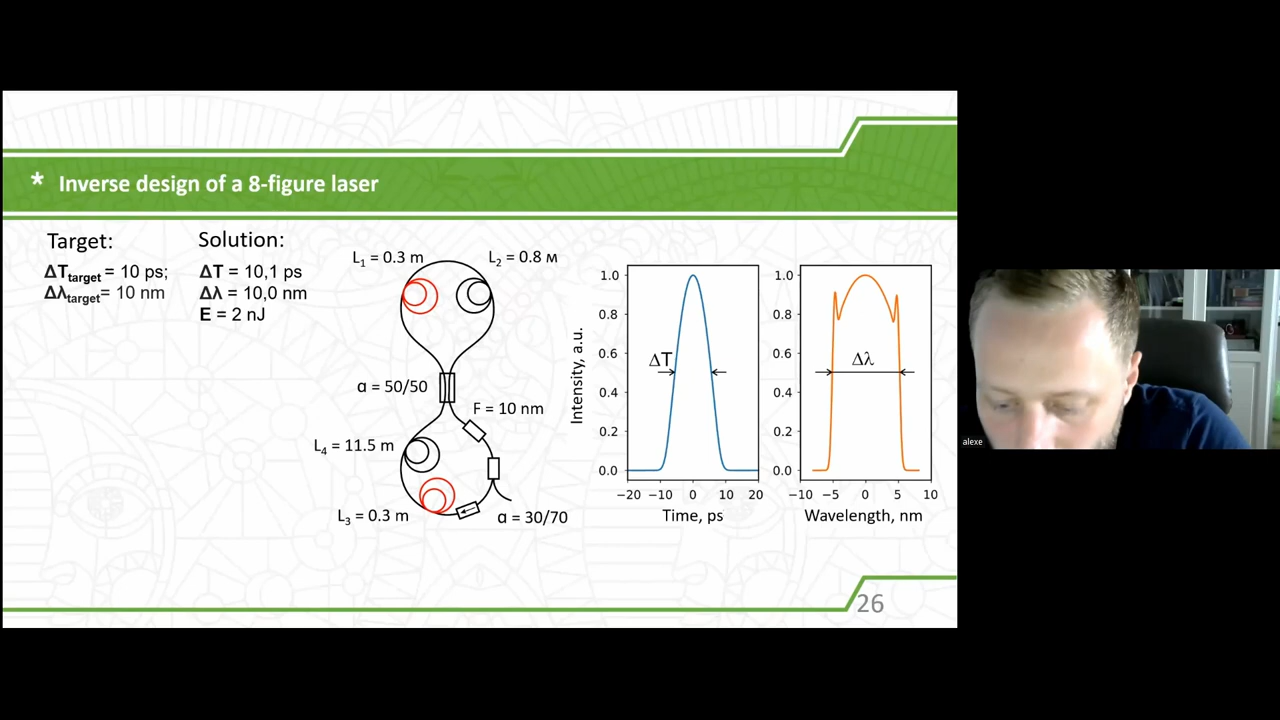 * Inverse design of a 8-figure laser
Target:
ΔTtarget = 10 ps;
Δλtarget= 10 nm
Solution:
ΔT = 10,1 ps
Δλ = 10,0 nm
E = 2 nJ
L1 = 0.3 m
L2 = 0.8 м
α = 50/50
F = 10 nm
L4 = 11.5 m
L3 = 0.3 m
α = 30/70
Intensity, a.u.
1.0
0.8
0.6
0.4
0.2
0.0
ΔT
−20 −10 0 10 20
Time, ps
1.0
0.8
0.6
0.4
0.2
0.0
Δλ
−10 −5 0 5 10
Wavelength, nm
26
alexe